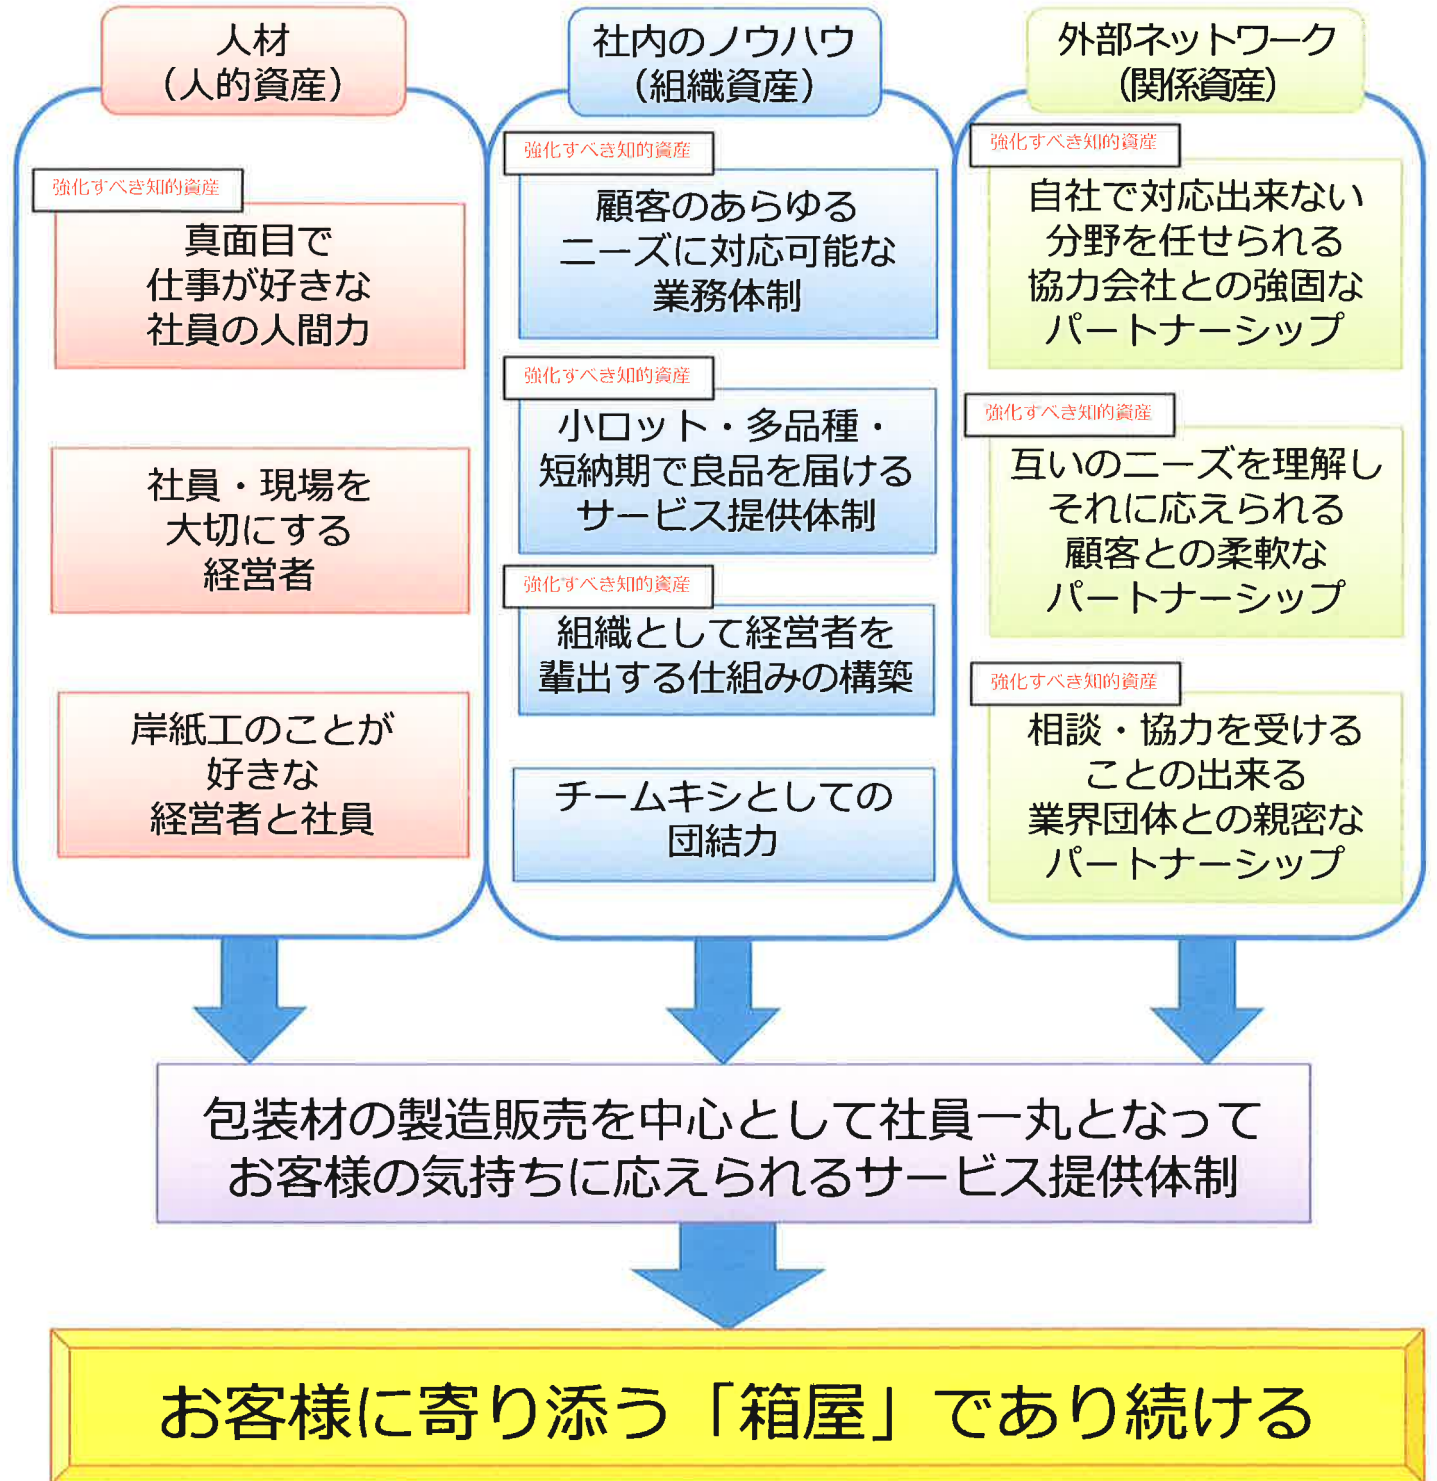 人材
（人的資産）
強化すべき知的資産
真面目で
仕事が好きな
社員の人間力
社員・現場を
大切にする
経営者
岸紙工のことが
好きな
経営者と社員
社内のノウハウ
（組織資産）
強化すべき知的資産
顧客のあらゆる
ニーズに対応可能な
業務体制
強化すべき知的資産
小ロット・多品種・
短納期で良品を届ける
サービス提供体制
強化すべき知的資産
組織として経営者を
輩出する仕組みの構築
チームキシとしての
団結力
外部ネットワーク
（関係資産）
強化すべき知的資産
自社で対応出来ない
分野を任せられる
協力会社との強固な
パートナーシップ
強化すべき知的資産
互いのニーズを理解し
それに応えられる
顧客との柔軟な
パートナーシップ
強化すべき知的資産
相談・協力を受ける
ことの出来る
業界団体との親密な
パートナーシップ
包装材の製造販売を中心として社員一丸となって
お客様の気持ちに応えられるサービス提供体制
お客様に寄り添う「箱屋」であり続ける